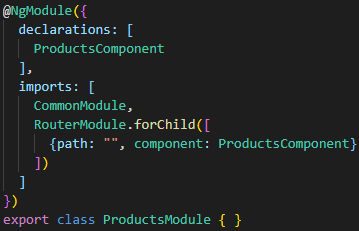 @NgModule({
  declarations: [
    ProductsComponent
  ],
  imports: [
    CommonModule,
    RouterModule.forChild([
      {path: "", component: ProductsComponent}
    ])
  ]
})
export class ProductsModule { }